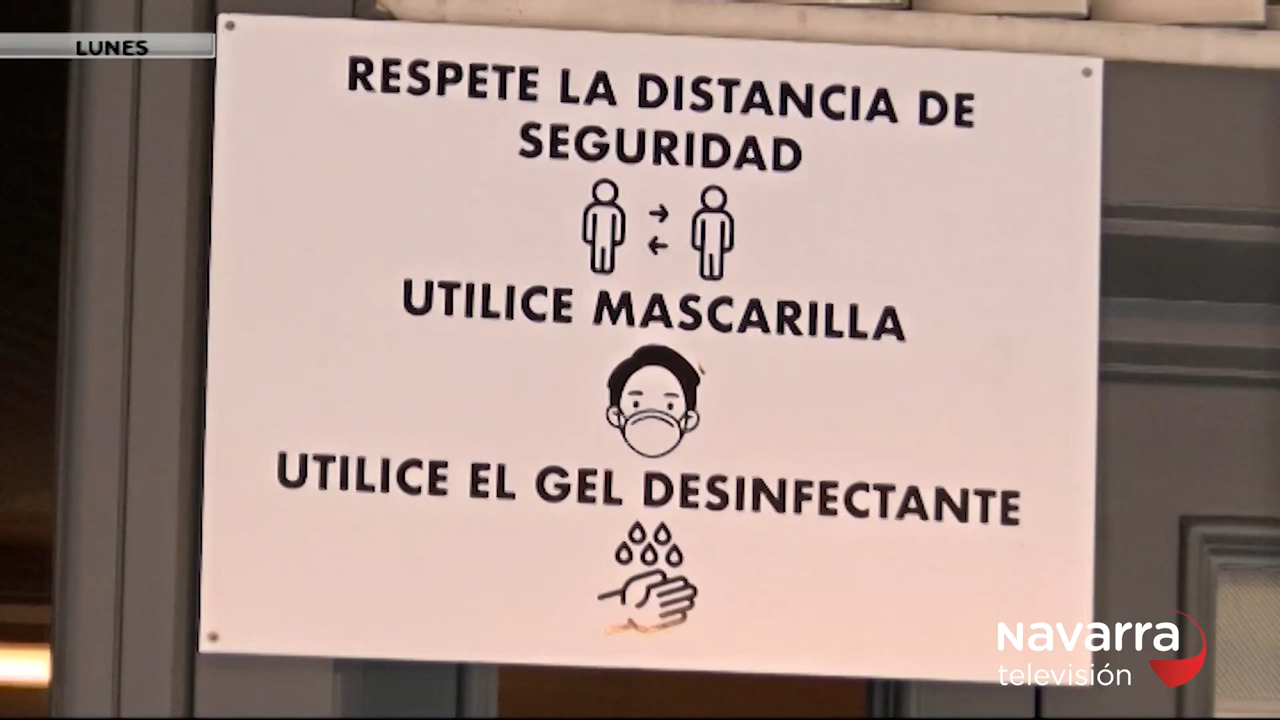 LUNES
RESPETE LA DISTANCIA DE
SEGURIDAD
UTILICE MASCARILLA
UTILICE EL GEL DESINFECTANTE
Navarra
televisión